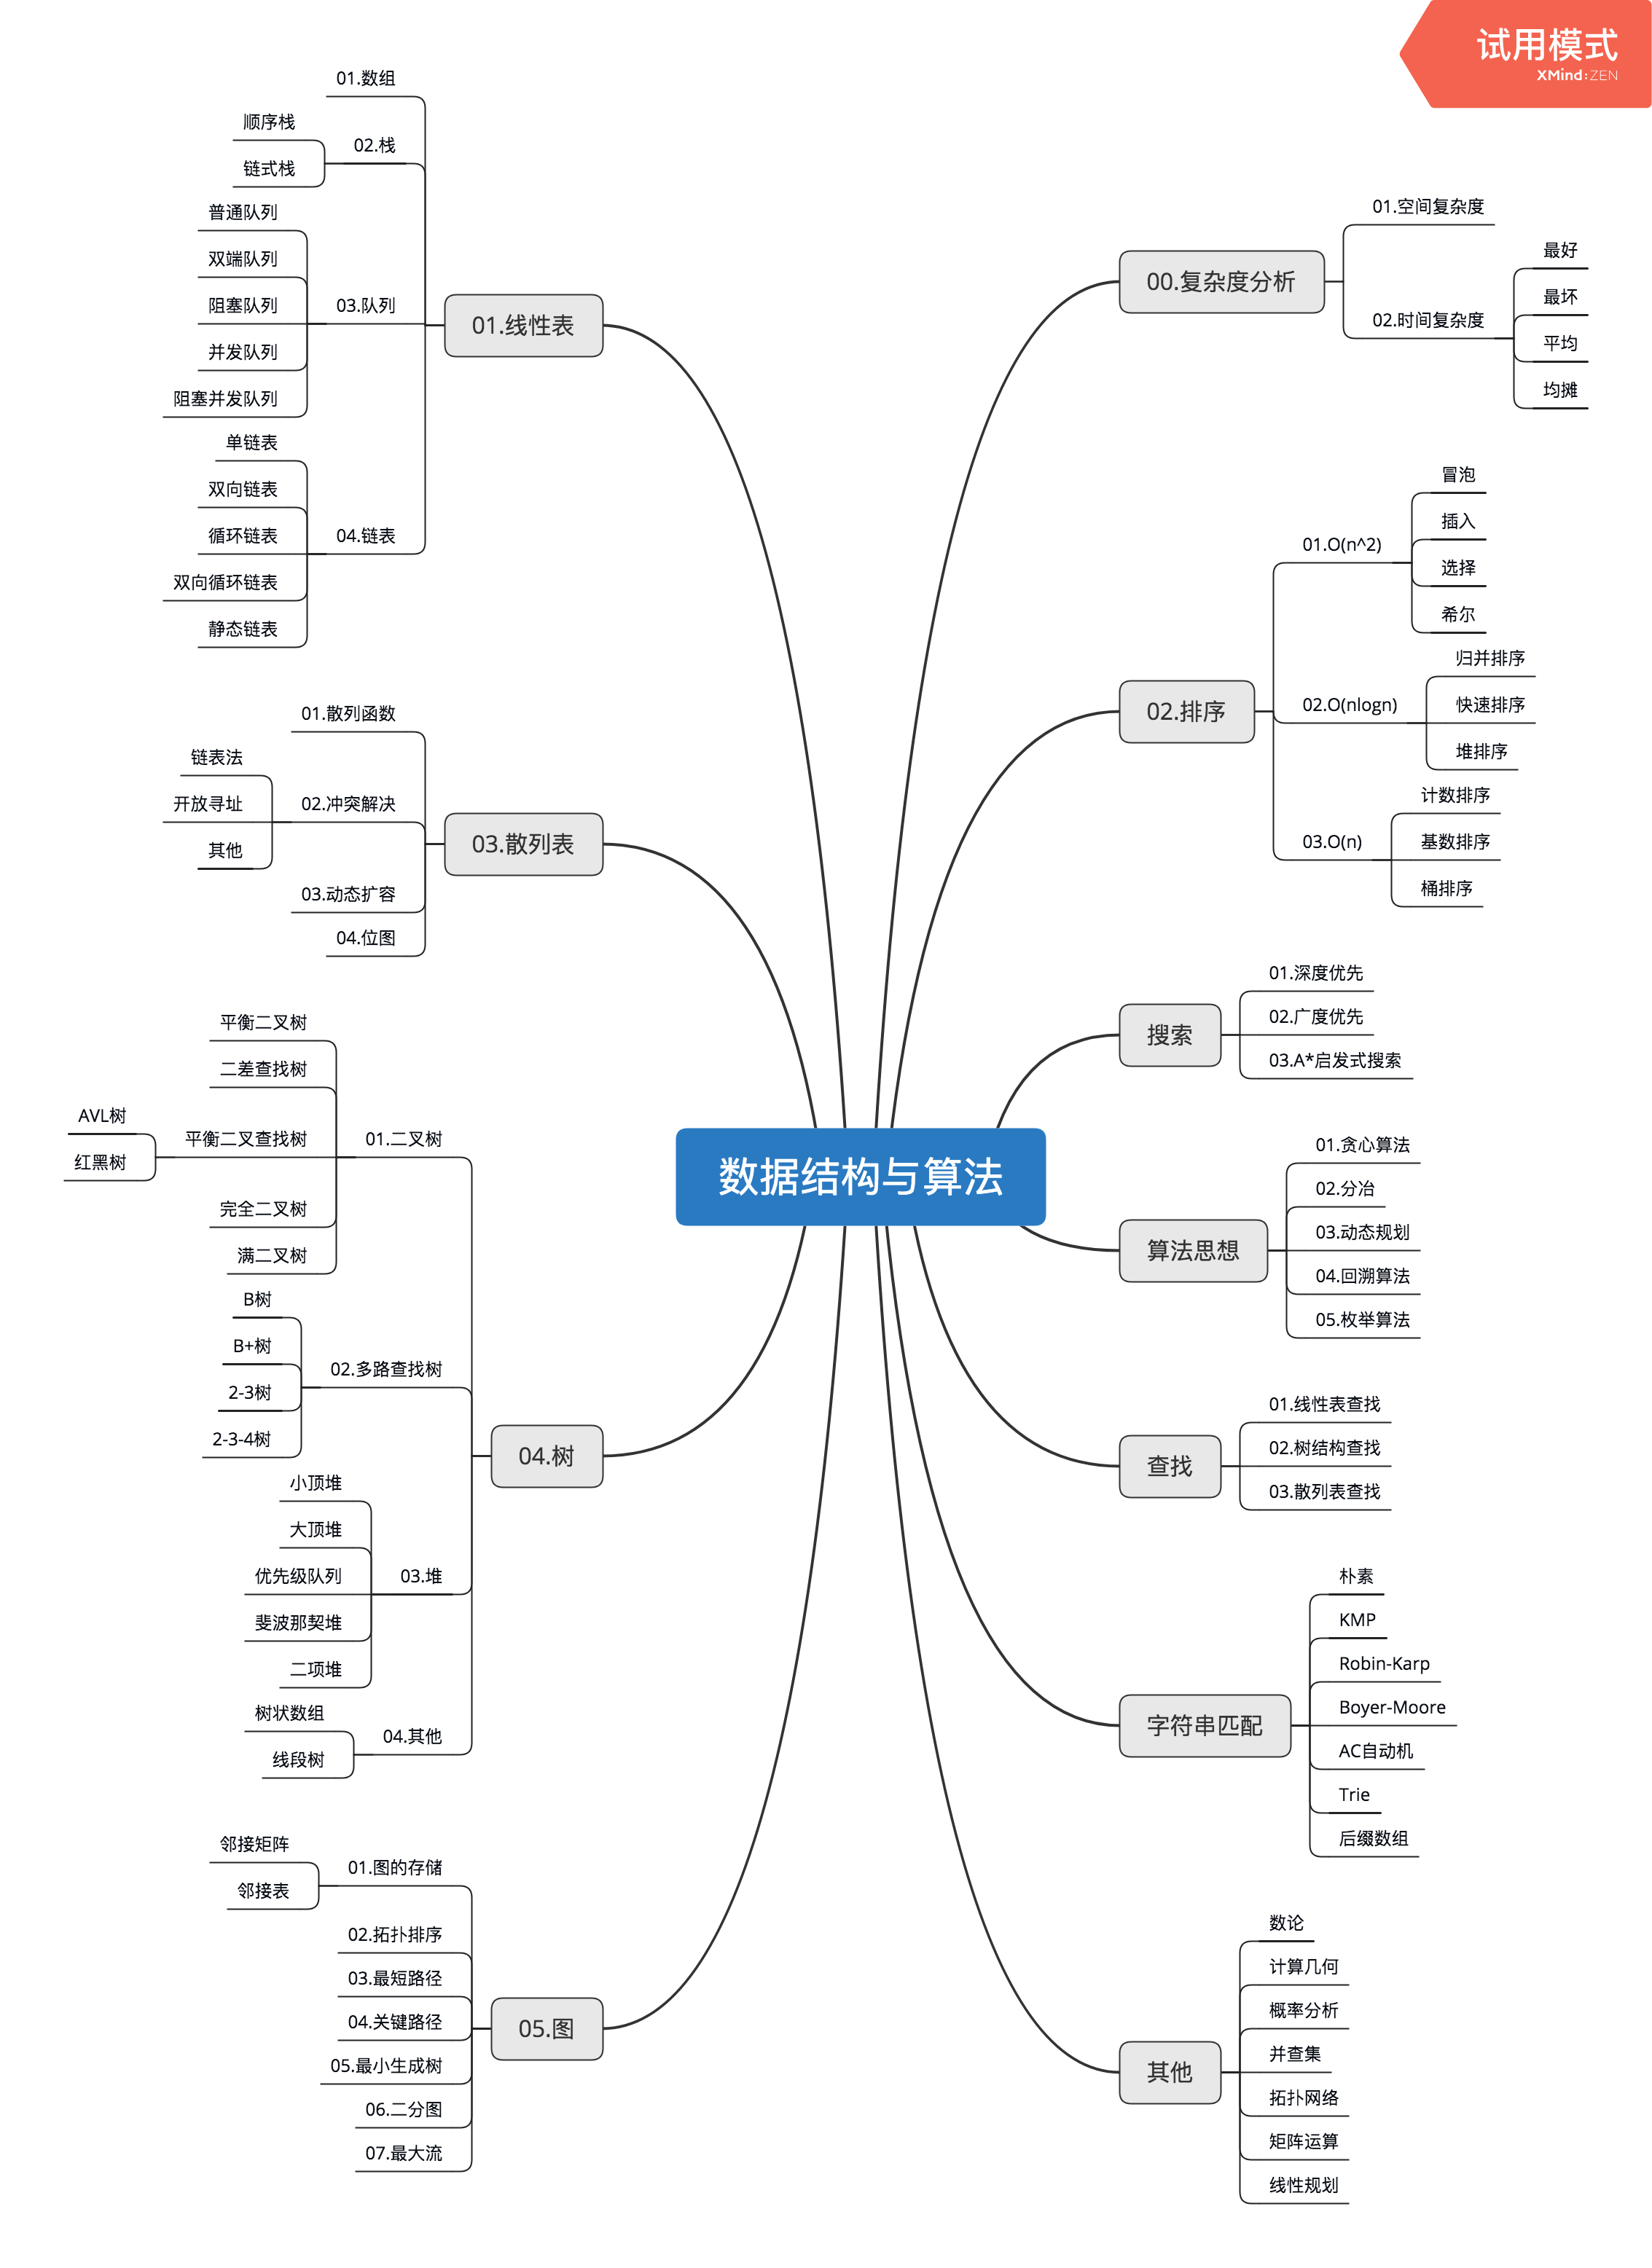 试用模式
XMind:ZEN
数据结构与算法
00.复杂度分析
01.空间复杂度
02.时间复杂度
最好
最坏
平均
均摊
01.线性表
01.数组
02.栈
顺序栈
链式栈
03.队列
普通队列
双端队列
阻塞队列
并发队列
阻塞并发队列
04.链表
单链表
双向链表
循环链表
双向循环链表
静态链表
02.排序
01.O(n^2)
冒泡
插入
选择
希尔
02.O(nlogn)
归并排序
快速排序
堆排序
03.O(n)
计数排序
基数排序
桶排序
03.散列表
01.散列函数
02.冲突解决
链表法
开放寻址
其他
03.动态扩容
04.位图
搜索
01.深度优先
02.广度优先
03.A*启发式搜索
04.树
01.二叉树
平衡二叉树
二差查找树
平衡二叉查找树
AVL树
红黑树
完全二叉树
满二叉树
02.多路查找树
B树
B+树
2-3树
2-3-4树
03.堆
小顶堆
大顶堆
优先级队列
斐波那契堆
二项堆
04.其他
树状数组
线段树
算法思想
01.贪心算法
02.分冶
03.动态规划
04.回溯算法
05.枚举算法
查找
01.线性表查找
02.树结构查找
03.散列表查找
字符串匹配
朴素
KMP
Robin-Karp
Boyer-Moore
AC自动机
Trie
后缀数组
05.图
01.图的存储
邻接矩阵
邻接表
02.拓扑排序
03.最短路径
04.关键路径
05.最小生成树
06.二分图
07.最大流
其他
数论
计算几何
概率分析
并查集
拓扑网络
矩阵运算
线性规划